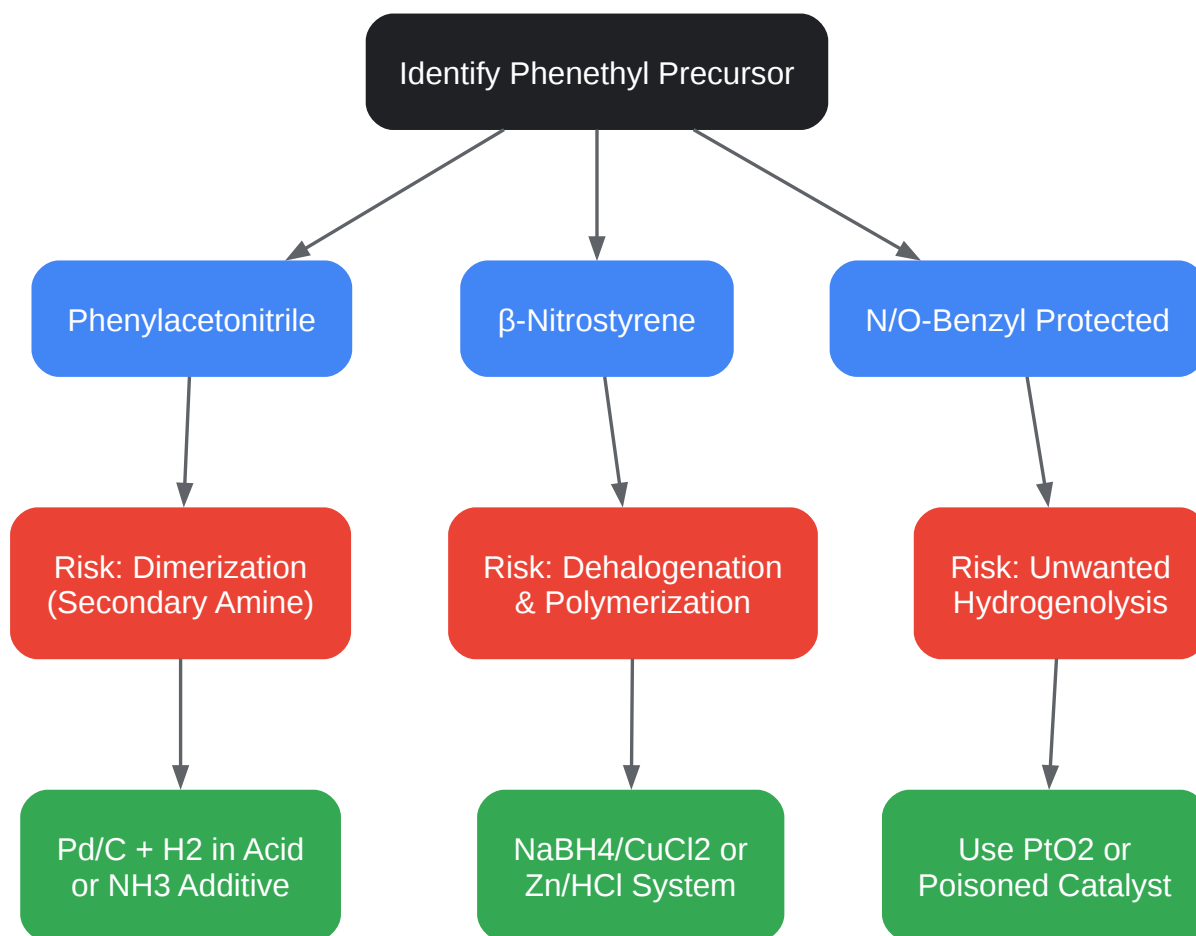 Identify Phenethyl Precursor
Phenylacetonitrile
β-Nitrostyrene
N/O-Benzyl Protected
Risk: Dimerization
(Secondary Amine)
Risk: Dehalogenation
& Polymerization
Risk: Unwanted
Hydrogenolysis
Pd/C + H2 in Acid
or NH3 Additive
NaBH4/CuCl2 or
Zn/HCl System
Use PtO2 or
Poisoned Catalyst